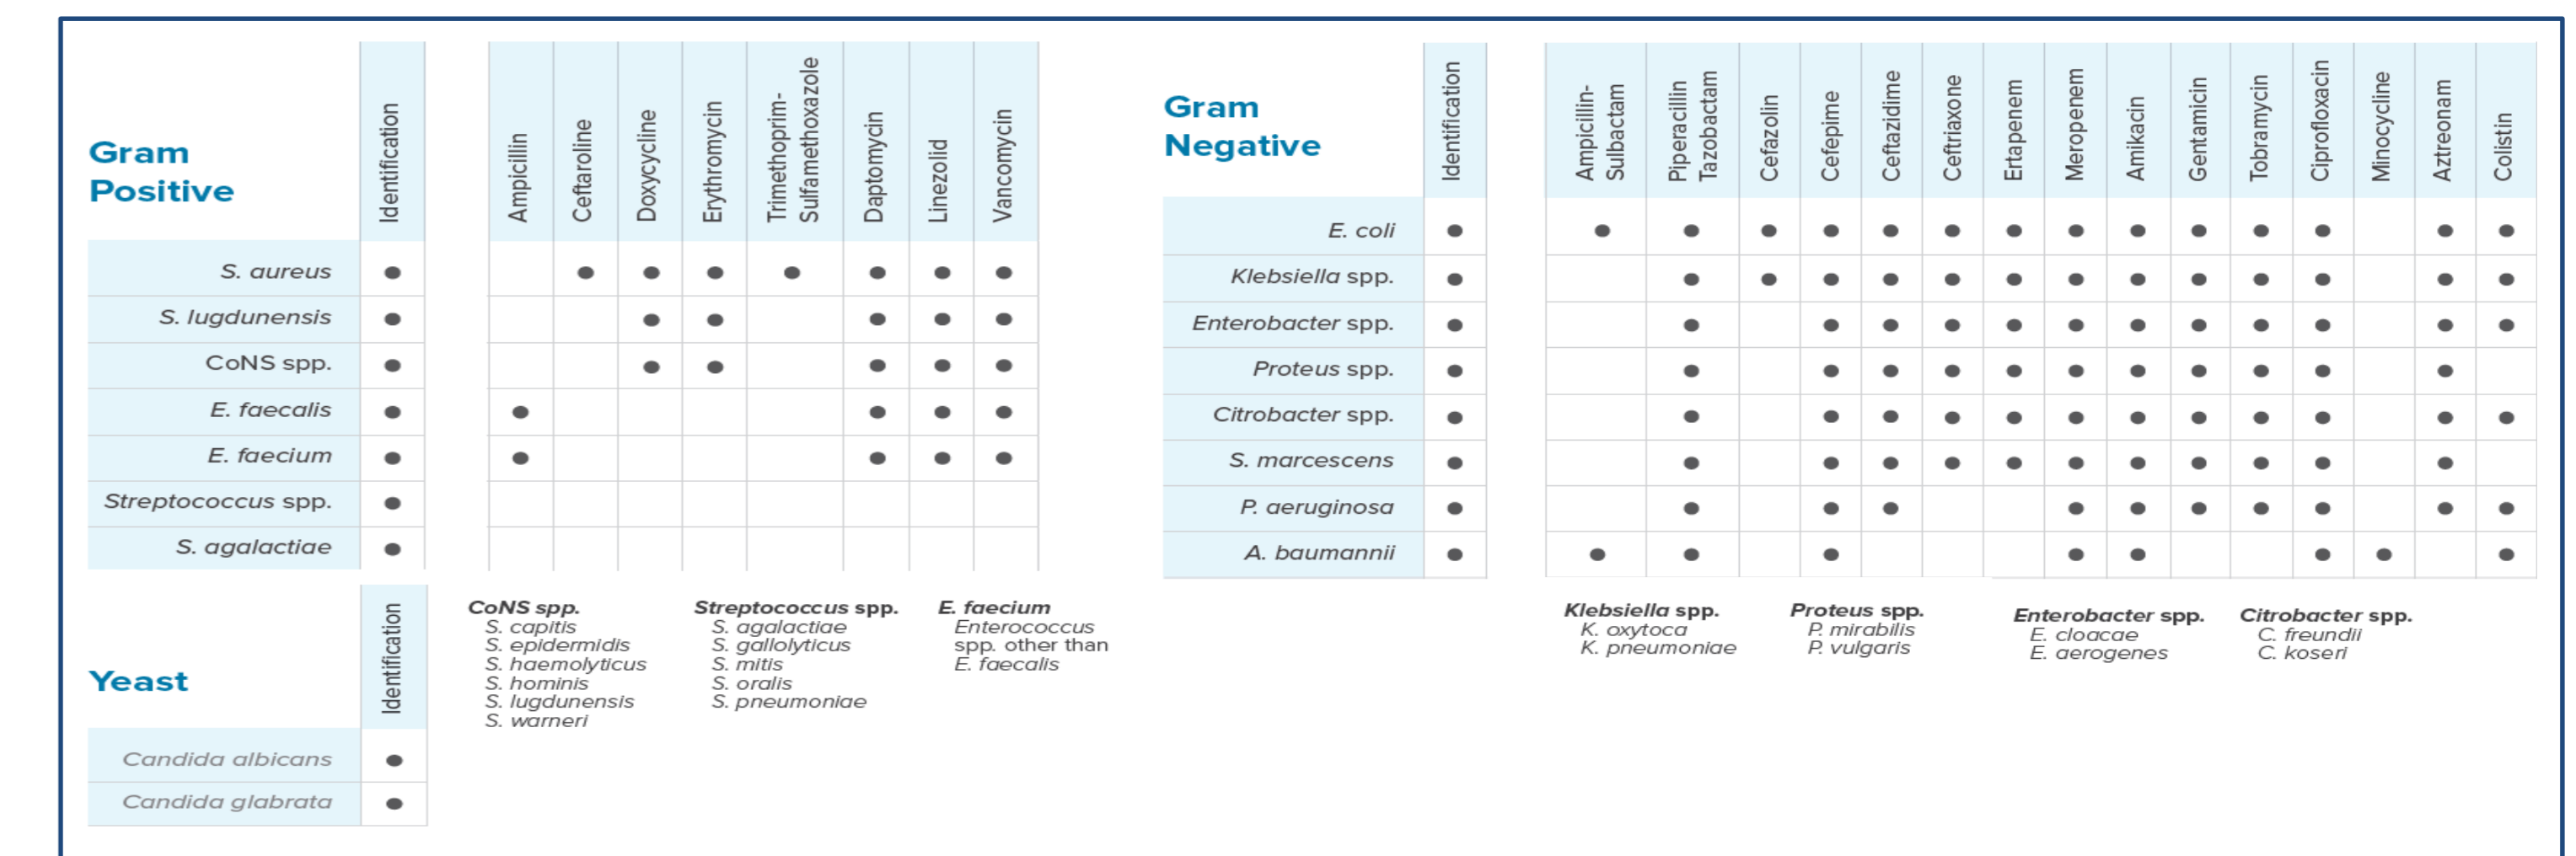 Gram
Positive
Identification
Ampicillin
Ceftaroline
Doxycycline
Erythromycin
Trimethoprim-
Sulfamethoxazole
Daptomycin
Linezolid
Vancomycin
S. aureus
S. lugdunensis
CoNS spp.
E. faecalis
E. faecium
Streptococcus spp.
S. agalactiae
Yeast
Identification
Candida albicans
Candida glabrata
CoNS spp.
S. capitis
S. epidermidis
S. haemolyticus
S. hominis
S. lugdunensis
S. warneri
Streptococcus spp.
S. agalactiae
S. gallolyticus
S. mitis
S. oralis
S. pneumoniae
E. faecium
Enterococcus
spp. other than
E. faecalis
Gram
Negative
Identification
Ampicillin-
Sulbactam
Piperacillin
Tazobactam
Cefazolin
Cefepime
Ceftazidime
Ceftriaxone
Ertapenem
Meropenem
Amikacin
Gentamicin
Tobramycin
Ciprofloxacin
Minocycline
Aztreonam
Colistin
E. coli
Klebsiella spp.
Enterobacter spp.
Proteus spp.
Citrobacter spp.
S. marcescens
P. aeruginosa
A. baumannii
Klebsiella spp.
K. oxytoca
K. pneumoniae
Proteus spp.
P. mirabilis
P. vulgaris
Enterobacter spp.
E. cloacae
E. aerogenes
Citrobacter spp.
C. freundii
C. koseri